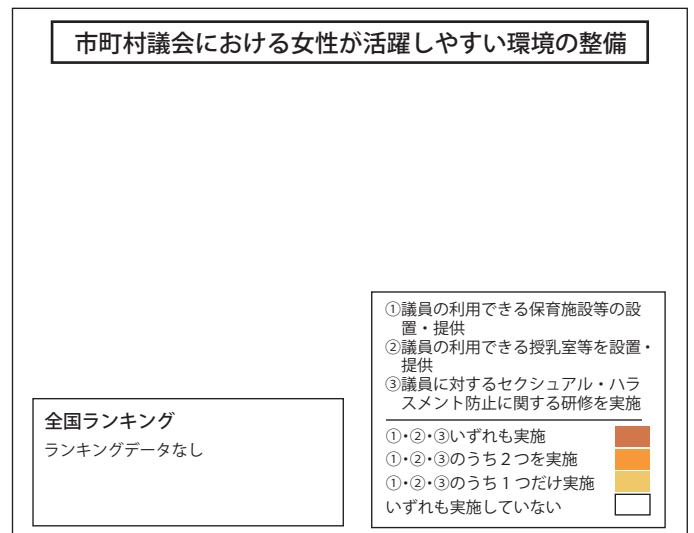 市町村議会における女性が活躍しやすい環境の整備
①議員の利用できる保育施設等の設
置・提供
②議員の利用できる授乳室等を設置・
提供
③議員に対するセクシュアル・ハラ
スメント防止に関する研修を実施
①・②・③いずれも実施
①・②・③のうち２つを実施
①・②・③のうち１つだけ実施
いずれも実施していない
全国ランキング
ランキングデータなし